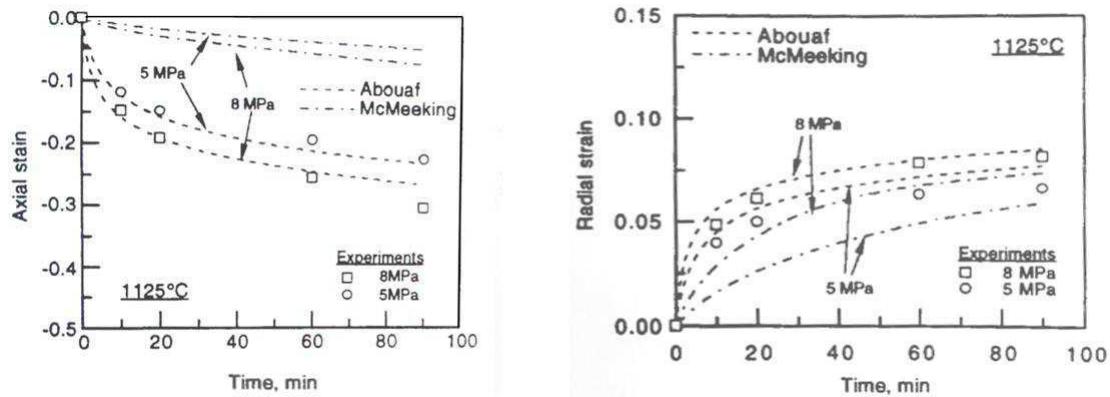 0.0
-0.1
-0.2
-0.3
-0.4
-0.5
Axial stain
5 MPa
8 MPa
Abouaf
McMeeking
Experiments
8MPa
5MPa
1125°C
0 20 40 60 80 100
Time, min
0.15
0.10
0.05
0.00
Radial strain
Abouaf
McMeeking
1125°C
8 MPa
5 MPa
Experiments
8 MPa
5 MPa
0 20 40 60 80 100
Time, min